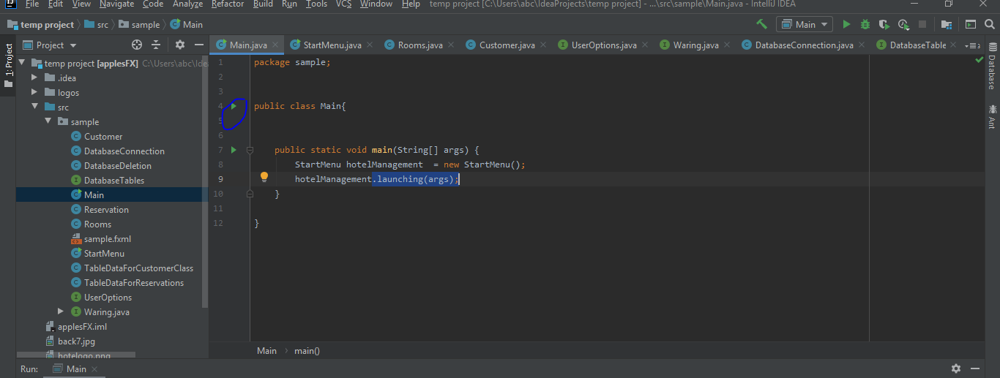 File Edit View Navigate Code Analyze Refactor Build Run Tools VCS Window Help temp project [C:\Users\abc\IdeaProjects\temp project] - ...\src\sample\Main.java - IntelliJ IDEA
temp project src sample Main
Main
1: Project
Project
Main.java StartMenu.java Rooms.java Customer.java UserOptions.java Waring.java DatabaseConnection.java DatabaseTable
temp project [applesFX] C:\Users\abc\Idea
.idea
logos
src
sample
Customer
DatabaseConnection
DatabaseDeletion
DatabaseTables
Main
Reservation
Rooms
sample.fxml
StartMenu
TableDataForCustomerClass
TableDataForReservations
UserOptions
Waring.java
applesFX.iml
back7.jpg
hotelogo.png
1 package sample;
2
3
4 public class Main{
5
6
7 public static void main(String[] args) {
8 StartMenu hotelManagement = new StartMenu();
9 hotelManagement.launching(args);
10 }
11
12 }
Main main()
Database
Ant
Run: Main